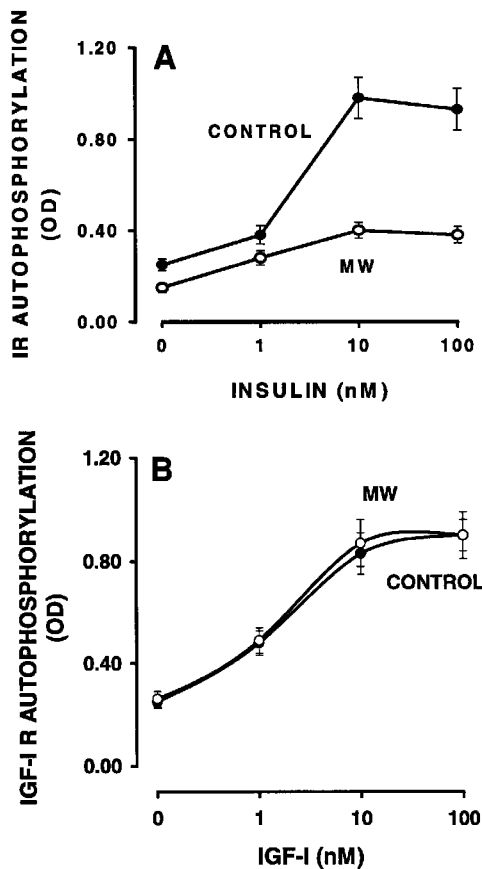 A
IR AUTOPHOSPHORYLATION
(OD)
1.20
0.80
0.40
0.00
CONTROL
MW
0 1 10 100
INSULIN (nM)
B
IGF-I R AUTOPHOSPHORYLATION
(OD)
1.20
0.80
0.40
0.00
MW
CONTROL
0 1 10 100
IGF-I (nM)